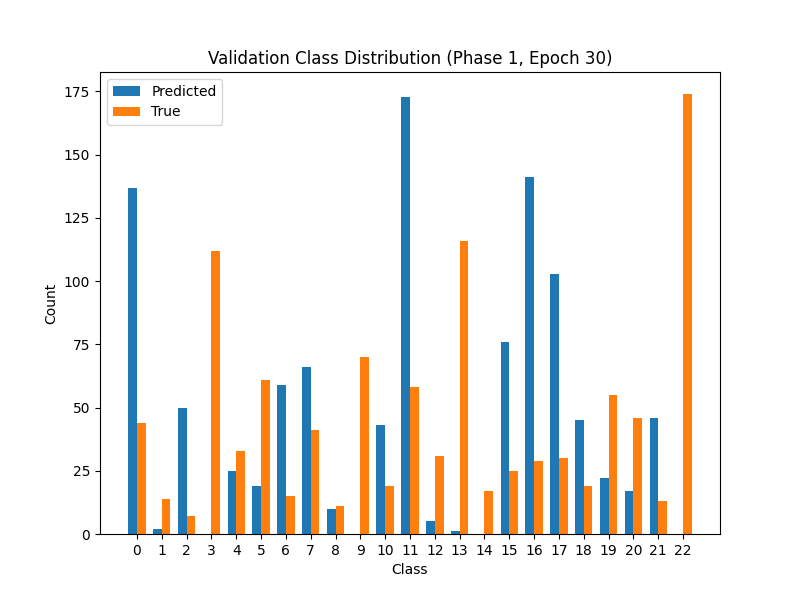 Validation Class Distribution (Phase 1, Epoch 30)
Predicted
True
175
150
125
100
75
50
25
0
Count
0 1 2 3 4 5 6 7 8 9 10 11 12 13 14 15 16 17 18 19 20 21 22
Class